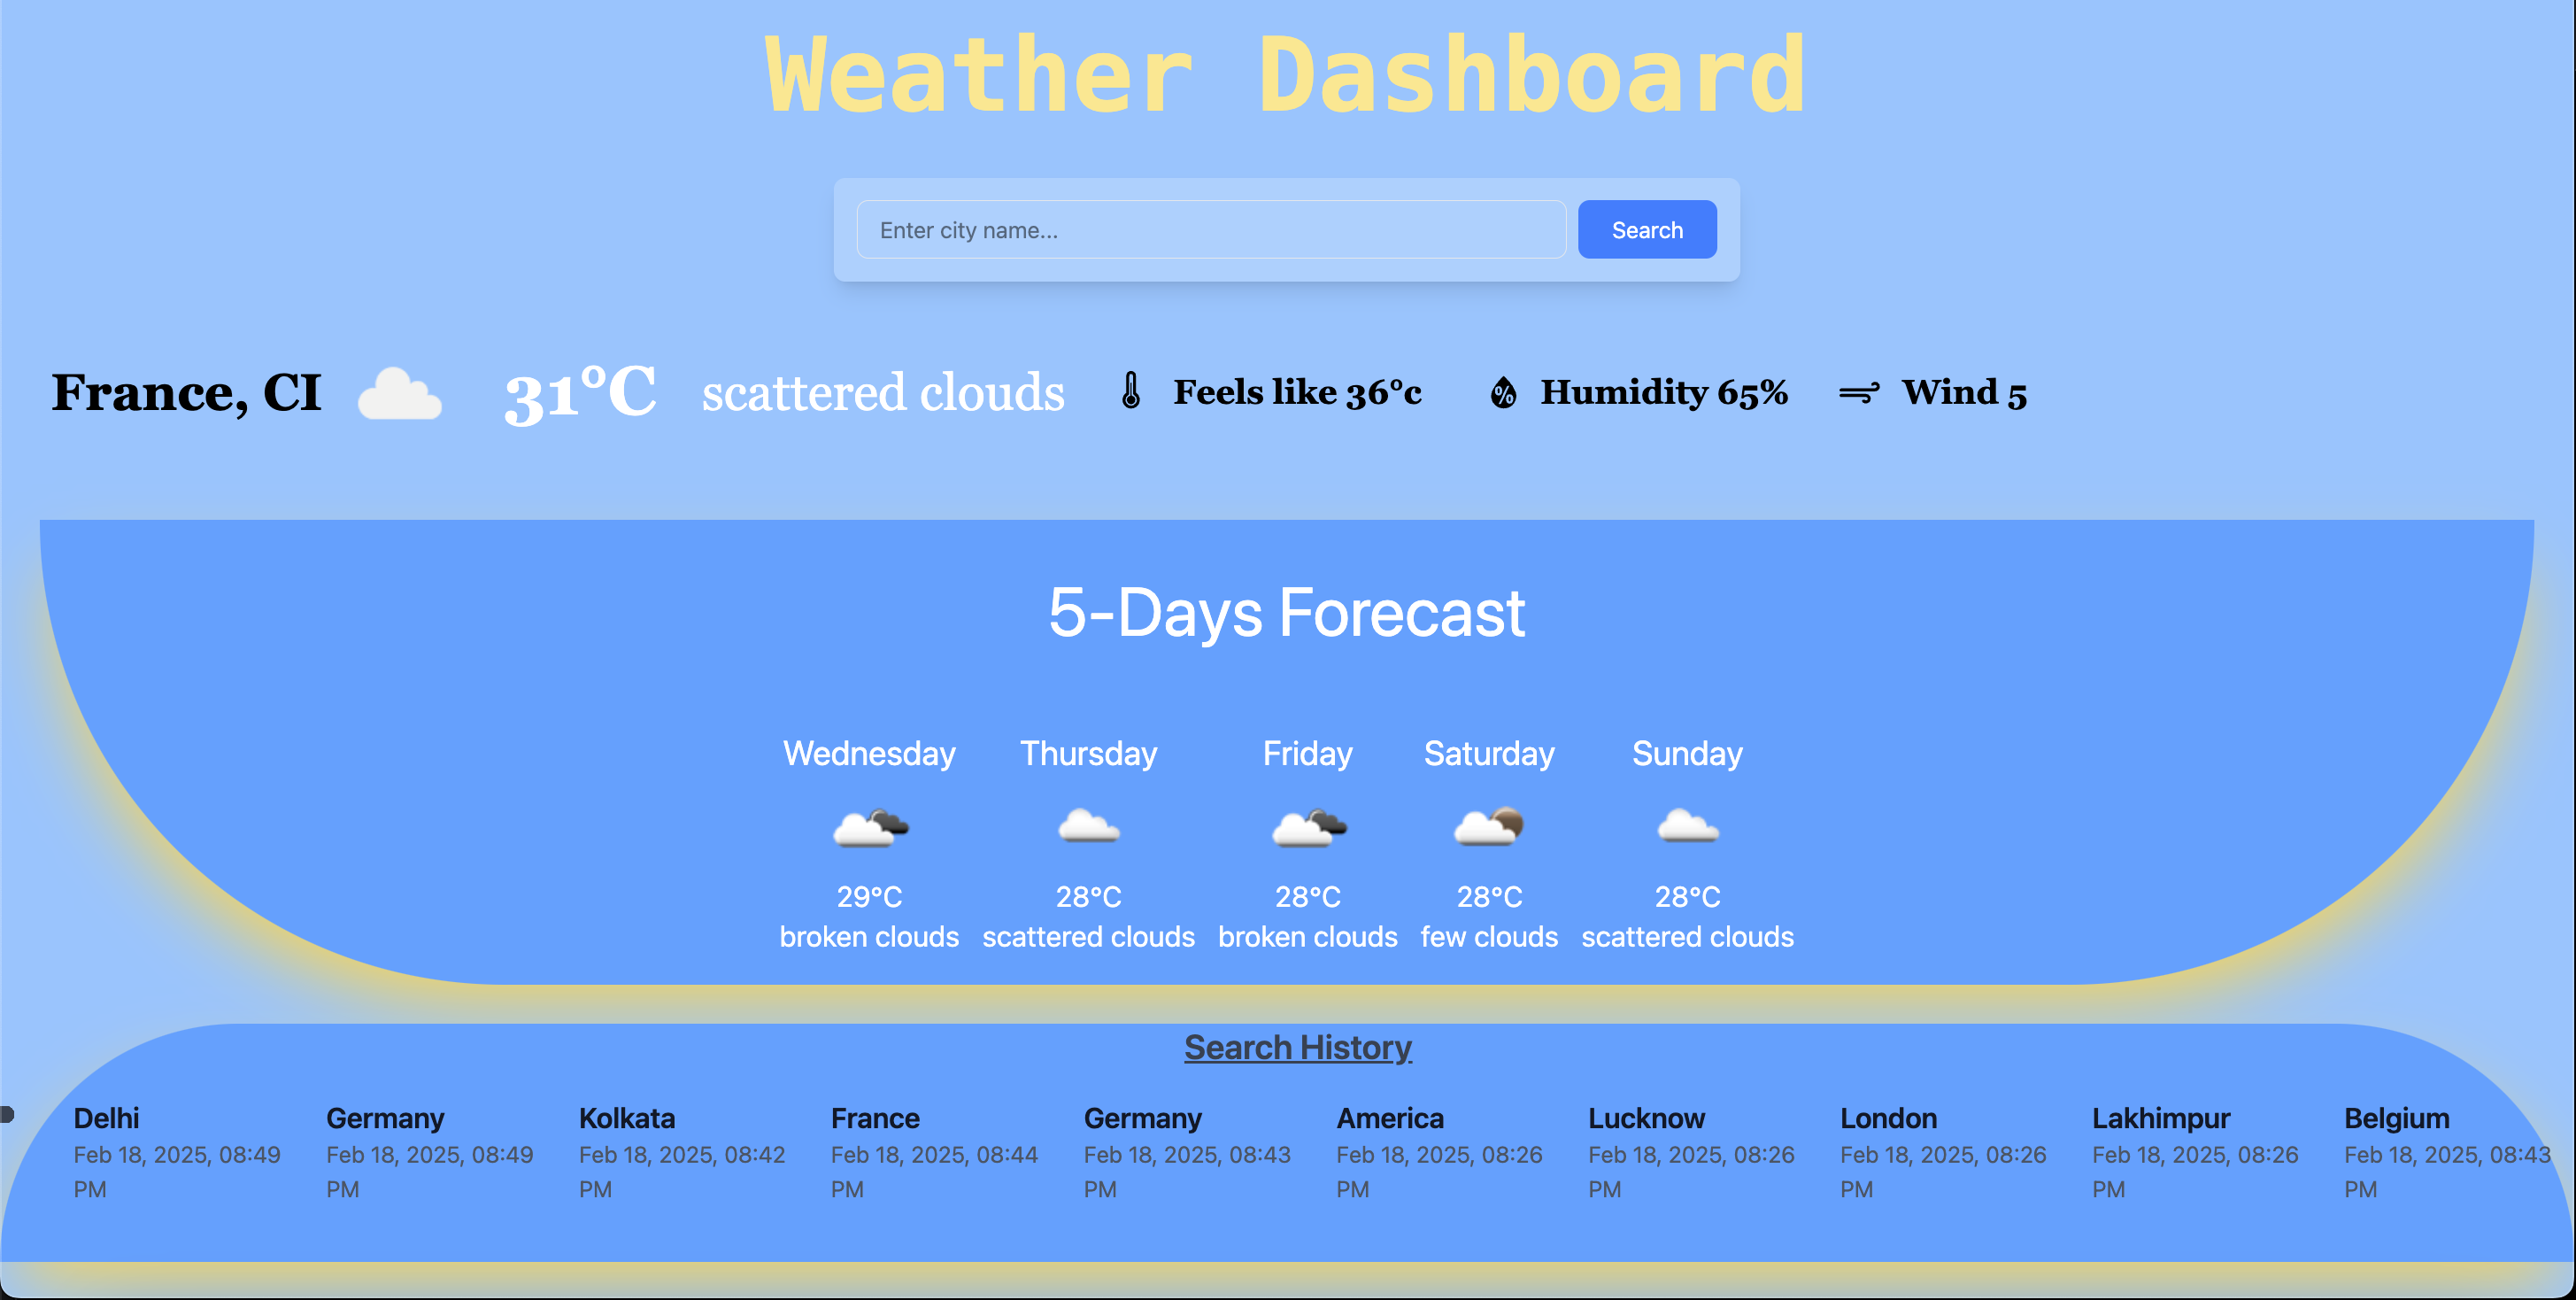 Weather Dashboard
Enter city name...
Search
France, CI
31°C
scattered clouds
Feels like 36°c
Humidity 65%
Wind 5
5-Days Forecast
Wednesday
29°C
broken clouds
Thursday
28°C
scattered clouds
Friday
28°C
broken clouds
Saturday
28°C
few clouds
Sunday
28°C
scattered clouds
Search History
Delhi
Feb 18, 2025, 08:49
PM
Germany
Feb 18, 2025, 08:49
PM
Kolkata
Feb 18, 2025, 08:42
PM
France
Feb 18, 2025, 08:44
PM
Germany
Feb 18, 2025, 08:43
PM
America
Feb 18, 2025, 08:26
PM
Lucknow
Feb 18, 2025, 08:26
PM
London
Feb 18, 2025, 08:26
PM
Lakhimpur
Feb 18, 2025, 08:26
PM
Belgium
Feb 18, 2025, 08:43
PM